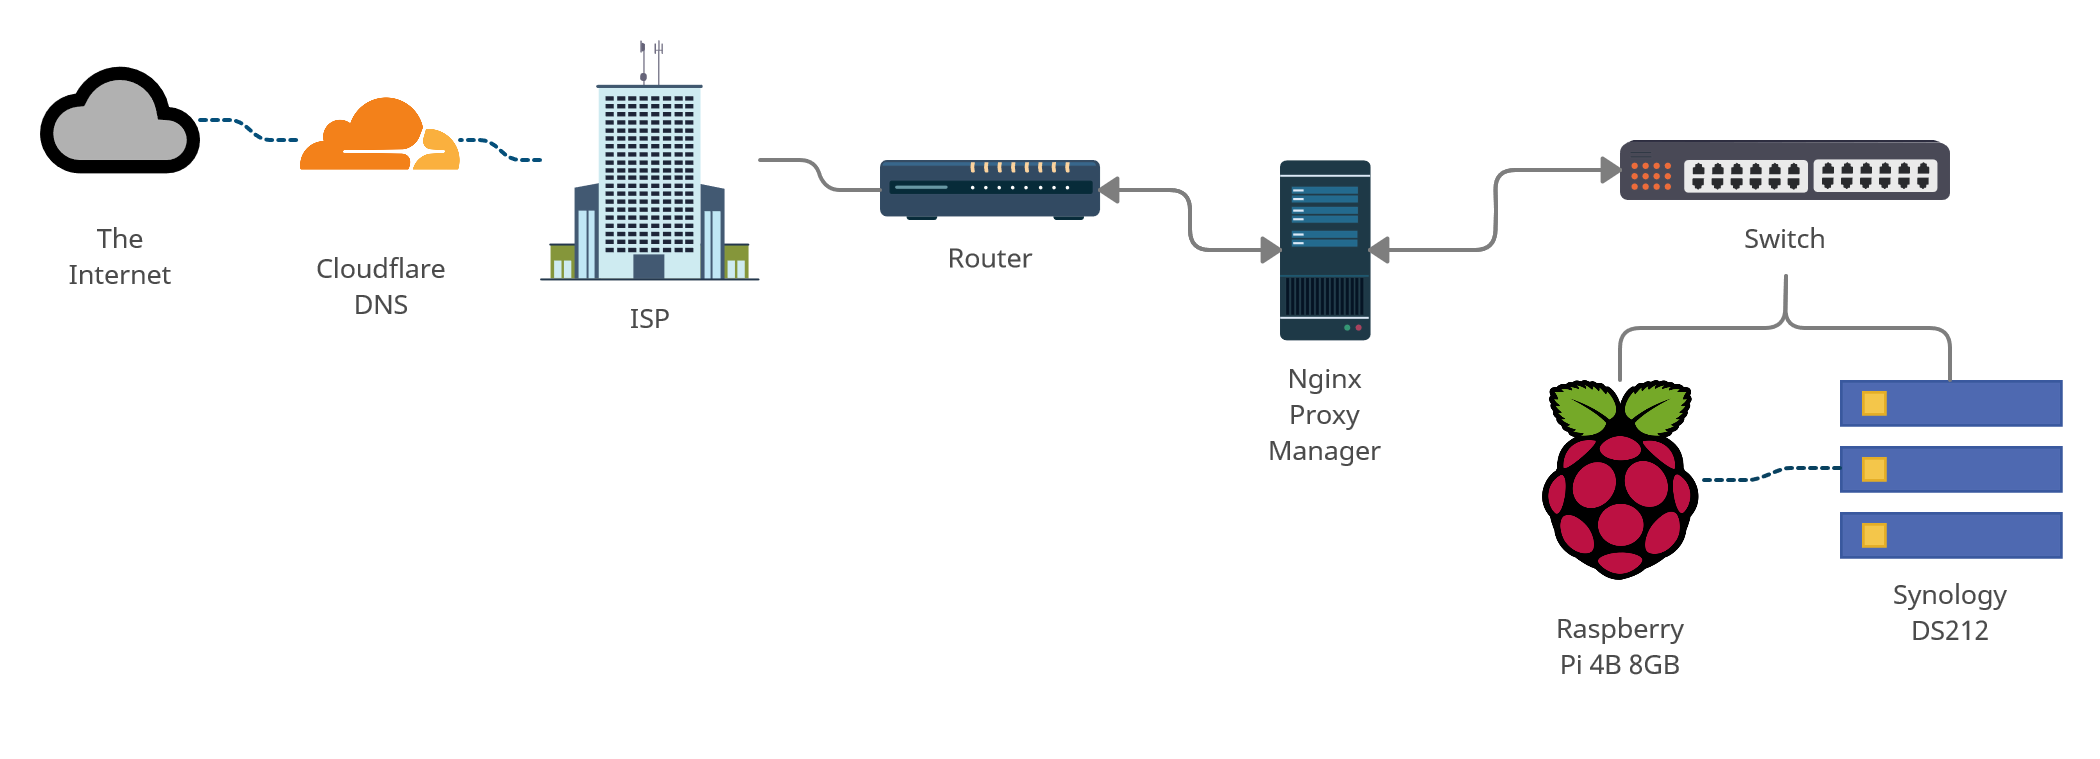 The
Internet
Cloudflare
DNS
ISP
Router
Nginx
Proxy
Manager
Switch
Raspberry
Pi 4B 8GB
Synology
DS212